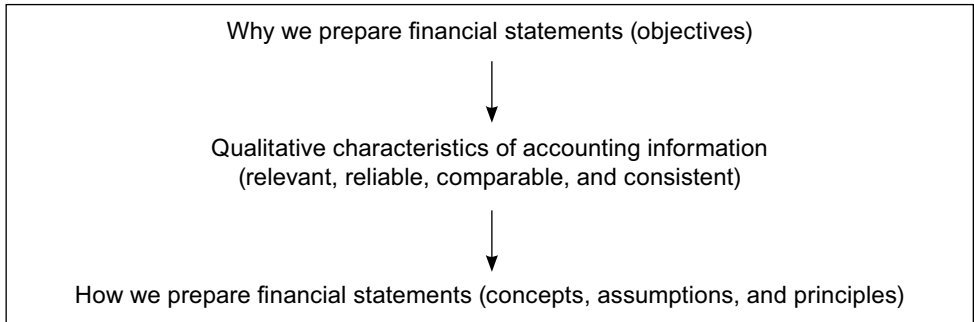 Why we prepare financial statements (objectives)
Qualitative characteristics of accounting information
(relevant, reliable, comparable, and consistent)
How we prepare financial statements (concepts, assumptions, and principles)